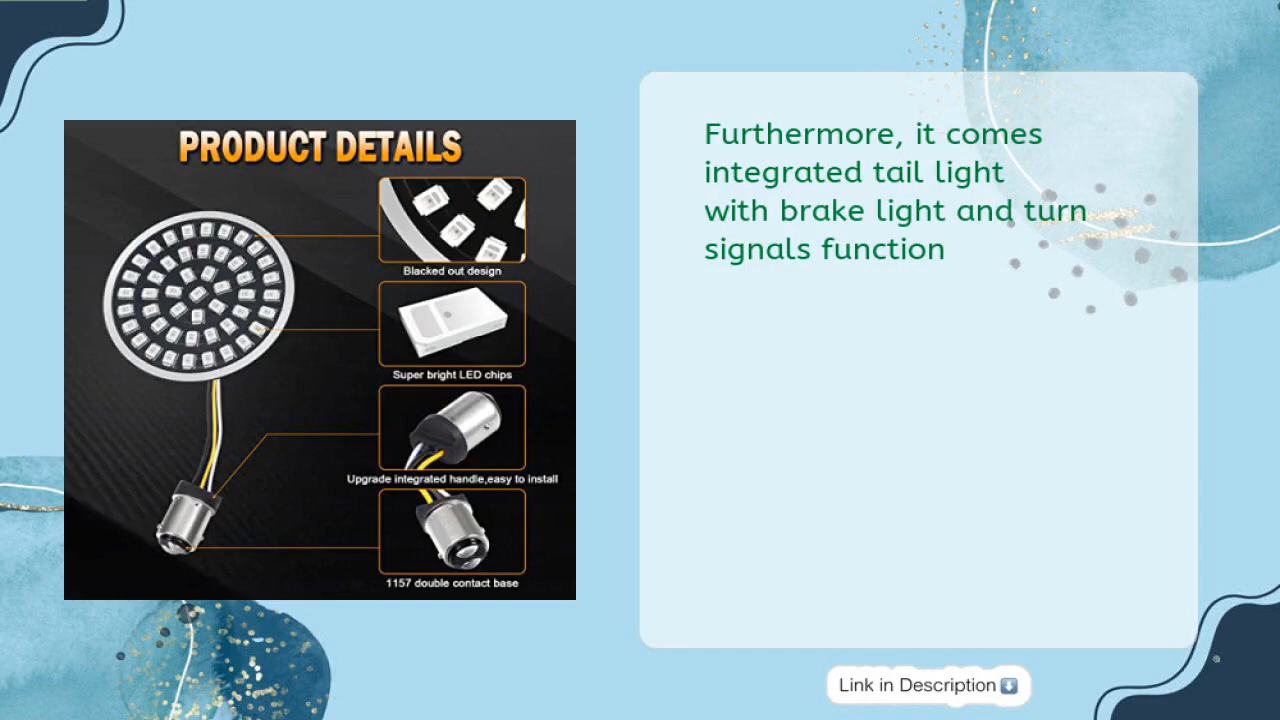 PRODUCT DETAILS
Blacked out design
Super bright LED chips
Upgrade integrated handle,easy to install
1157 double contact base
Furthermore, it comes
integrated tail light
with brake light and turn
signals function
Link in Description